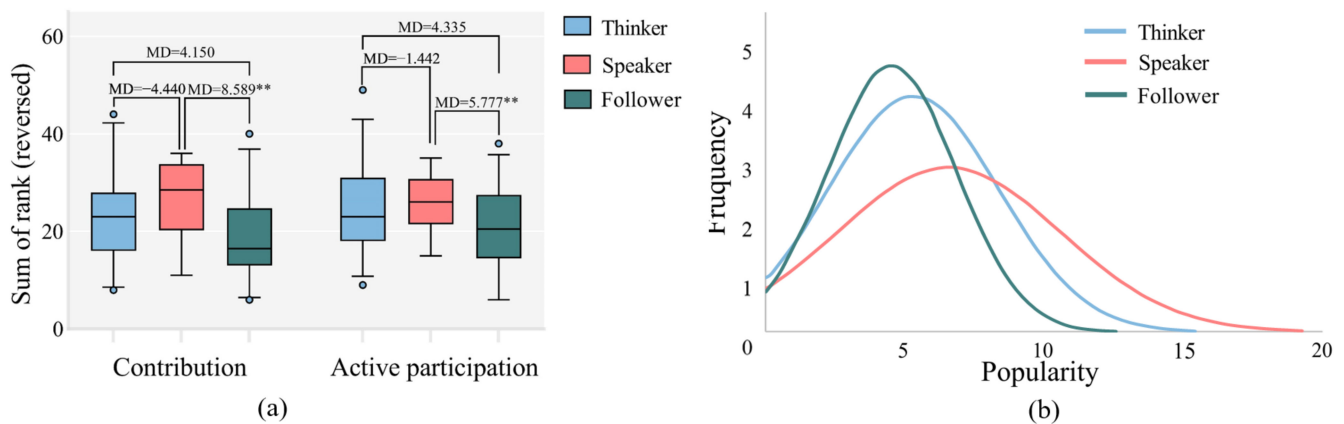 60
40
20
0
Sum of rank (reversed)
MD=4.150
MD=−4.440
MD=8.589**
MD=4.335
MD=−1.442
MD=5.777**
Contribution
Active participation
Thinker
Speaker
Follower
(a)
5
4
3
2
1
0
Fruquency
5
10
15
20
Popularity
Thinker
Speaker
Follower
(b)